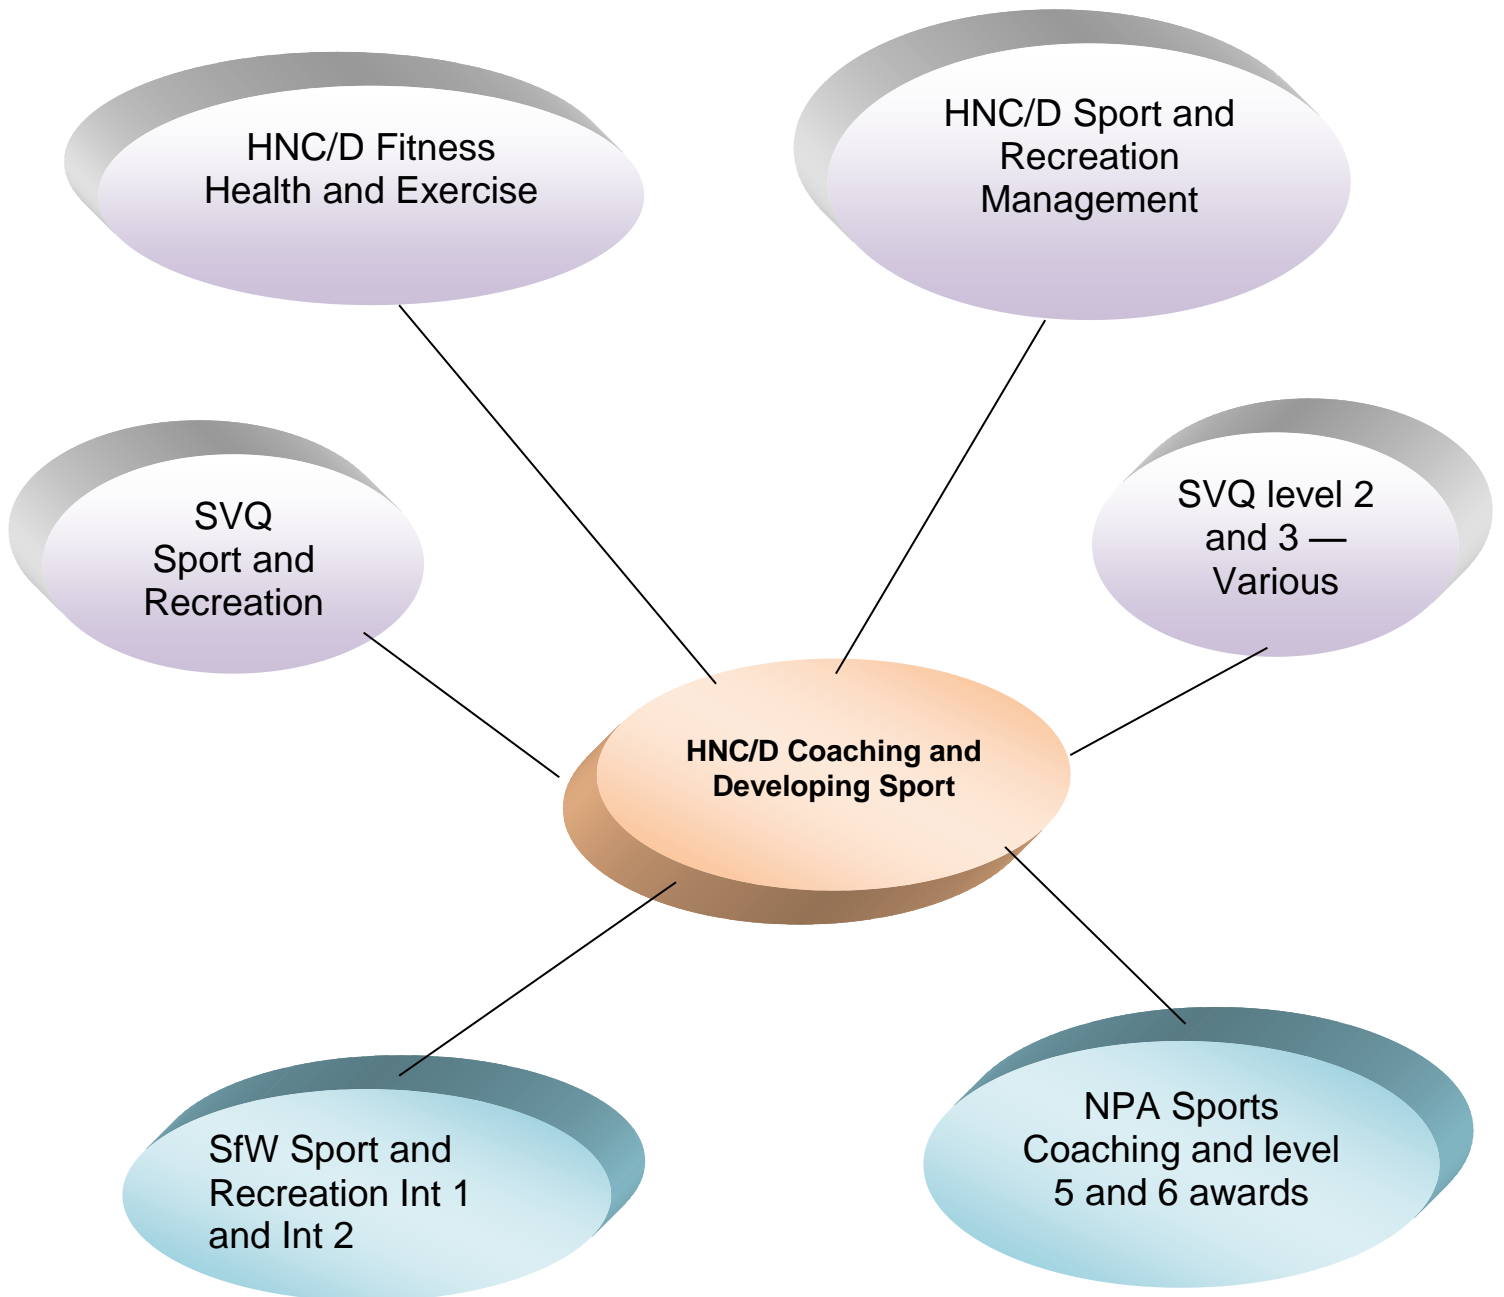 HNC/D Fitness
Health and Exercise
HNC/D Sport and
Recreation
Management
SVQ
Sport and
Recreation
SVQ level 2
and 3 —
Various
HNC/D Coaching and
Developing Sport
SfW Sport and
Recreation Int 1
and Int 2
NPA Sports
Coaching and level
5 and 6 awards